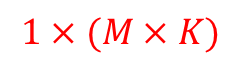 1 × (M × K)